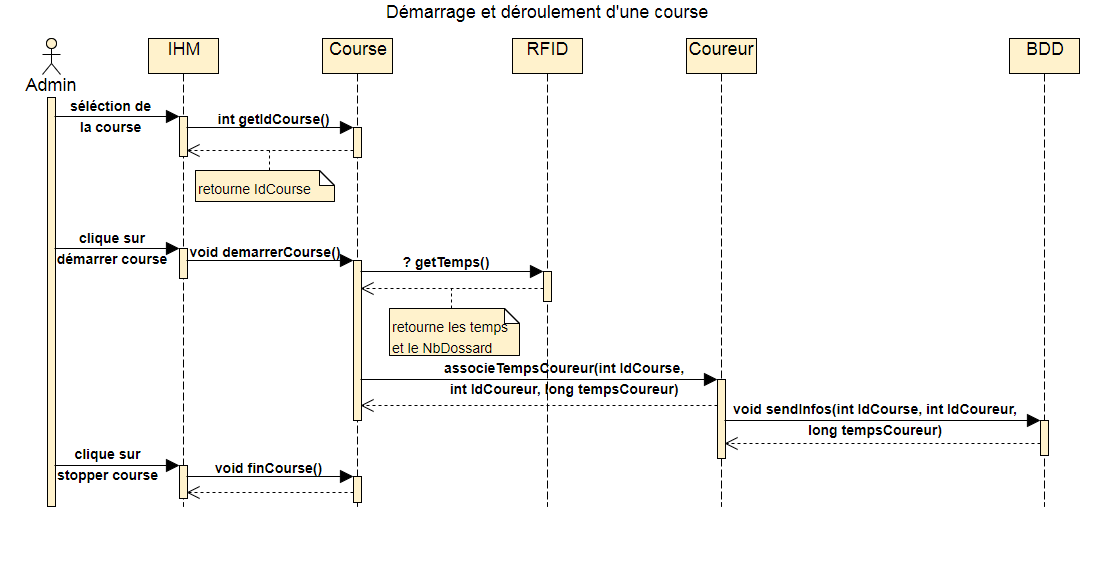 Démarrage et déroulement d'une course
IHM
Course
RFID
Coureur
BDD
Admin
séléction de
la course
int getIdCourse()
retourne IdCourse
clique sur
démarrer course
void demarrerCourse()
? getTemps()
retourne les temps
et le NbDossard
associeTempsCoureur(int IdCourse,
int IdCoureur, long tempsCoureur)
void sendInfos(int IdCourse, int IdCoureur,
long tempsCoureur)
clique sur
stopper course
void finCourse()